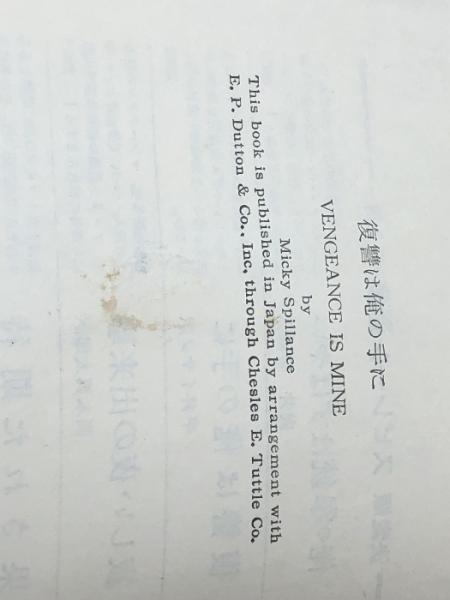 復讐は俺の手に
VENGEANCE IS MINE
by
Micky Spillance
This book is published in Japan by arrangement with
E. P. Dutton & Co., Inc, through Chesles E. Tuttle Co.